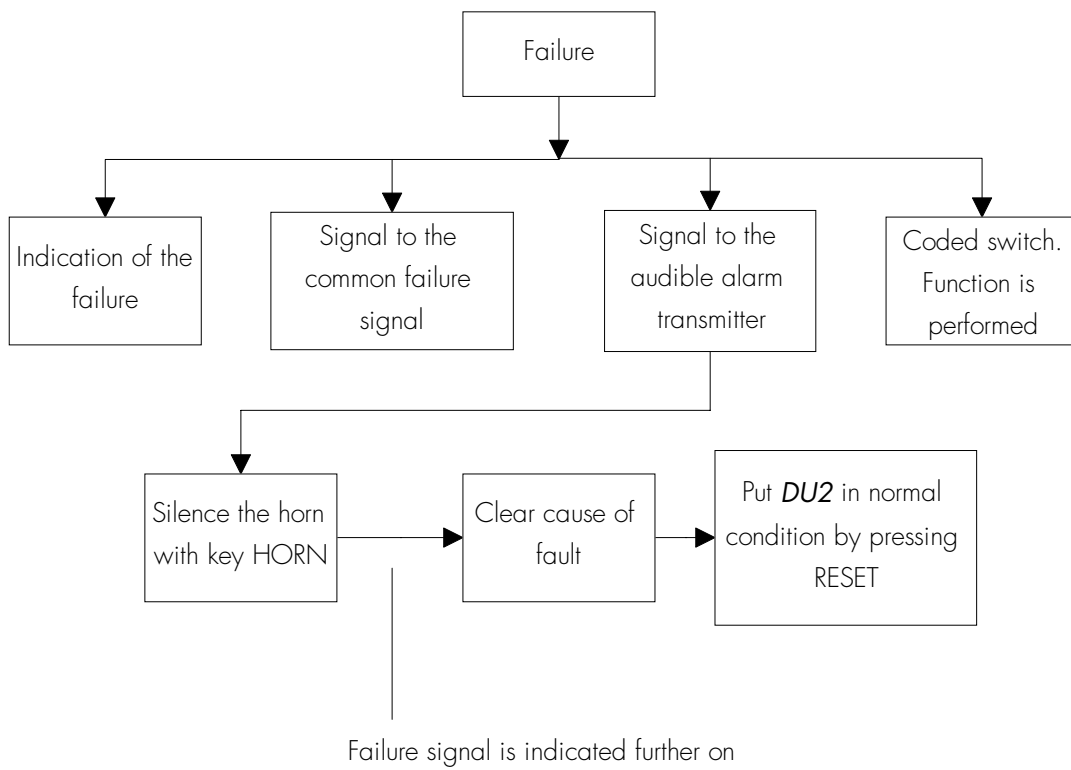 Failure
Indication of the
failure
Signal to the
common failure
signal
Signal to the
audible alarm
transmitter
Coded switch.
Function is
performed
Silence the horn
with key HORN
Clear cause of
fault
Put DU2 in normal
condition by pressing
RESET
Failure signal is indicated further on